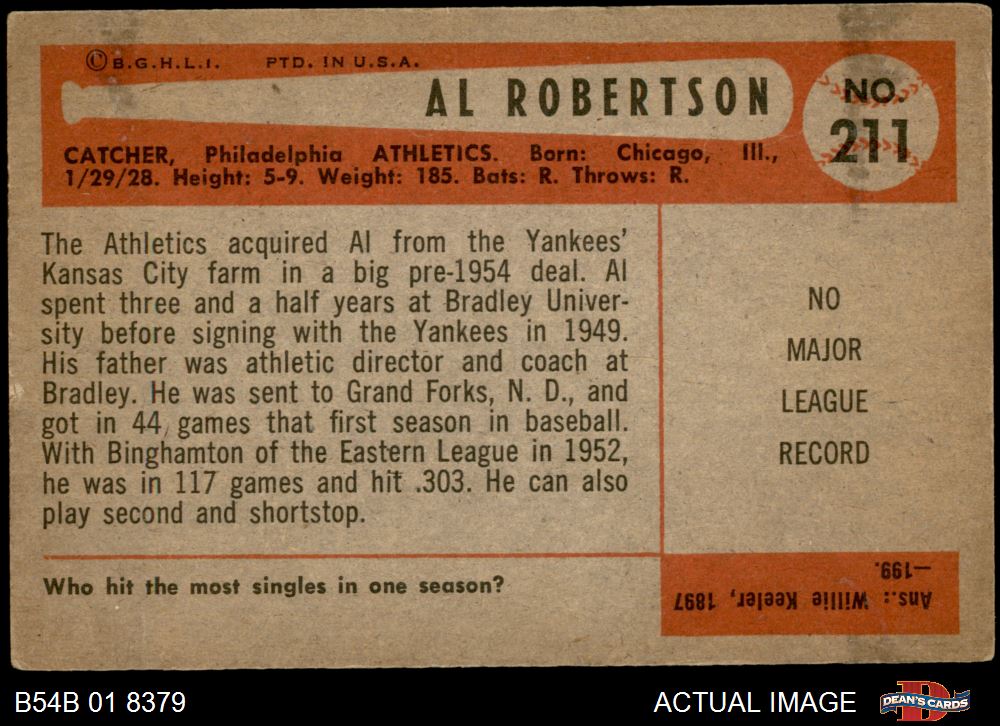 ©B.G.H.L.I. PTD. IN U.S.A.
AL ROBERTSON
NO.
211
CATCHER, Philadelphia ATHLETICS. Born: Chicago, Ill.,
1/29/28. Height: 5-9. Weight: 185. Bats: R. Throws: R.
The Athletics acquired Al from the Yankees'
Kansas City farm in a big pre-1954 deal. Al
spent three and a half years at Bradley Univer-
sity before signing with the Yankees in 1949.
His father was athletic director and coach at
Bradley. He was sent to Grand Forks, N. D., and
got in 44 games that first season in baseball.
With Binghamton of the Eastern League in 1952,
he was in 117 games and hit .303. He can also
play second and shortstop.
NO
MAJOR
LEAGUE
RECORD
Who hit the most singles in one season?
Ans.: Willie Keeler, 1897
—199.
B54B 01 8379
ACTUAL IMAGE
D
DEAN'S CARDS